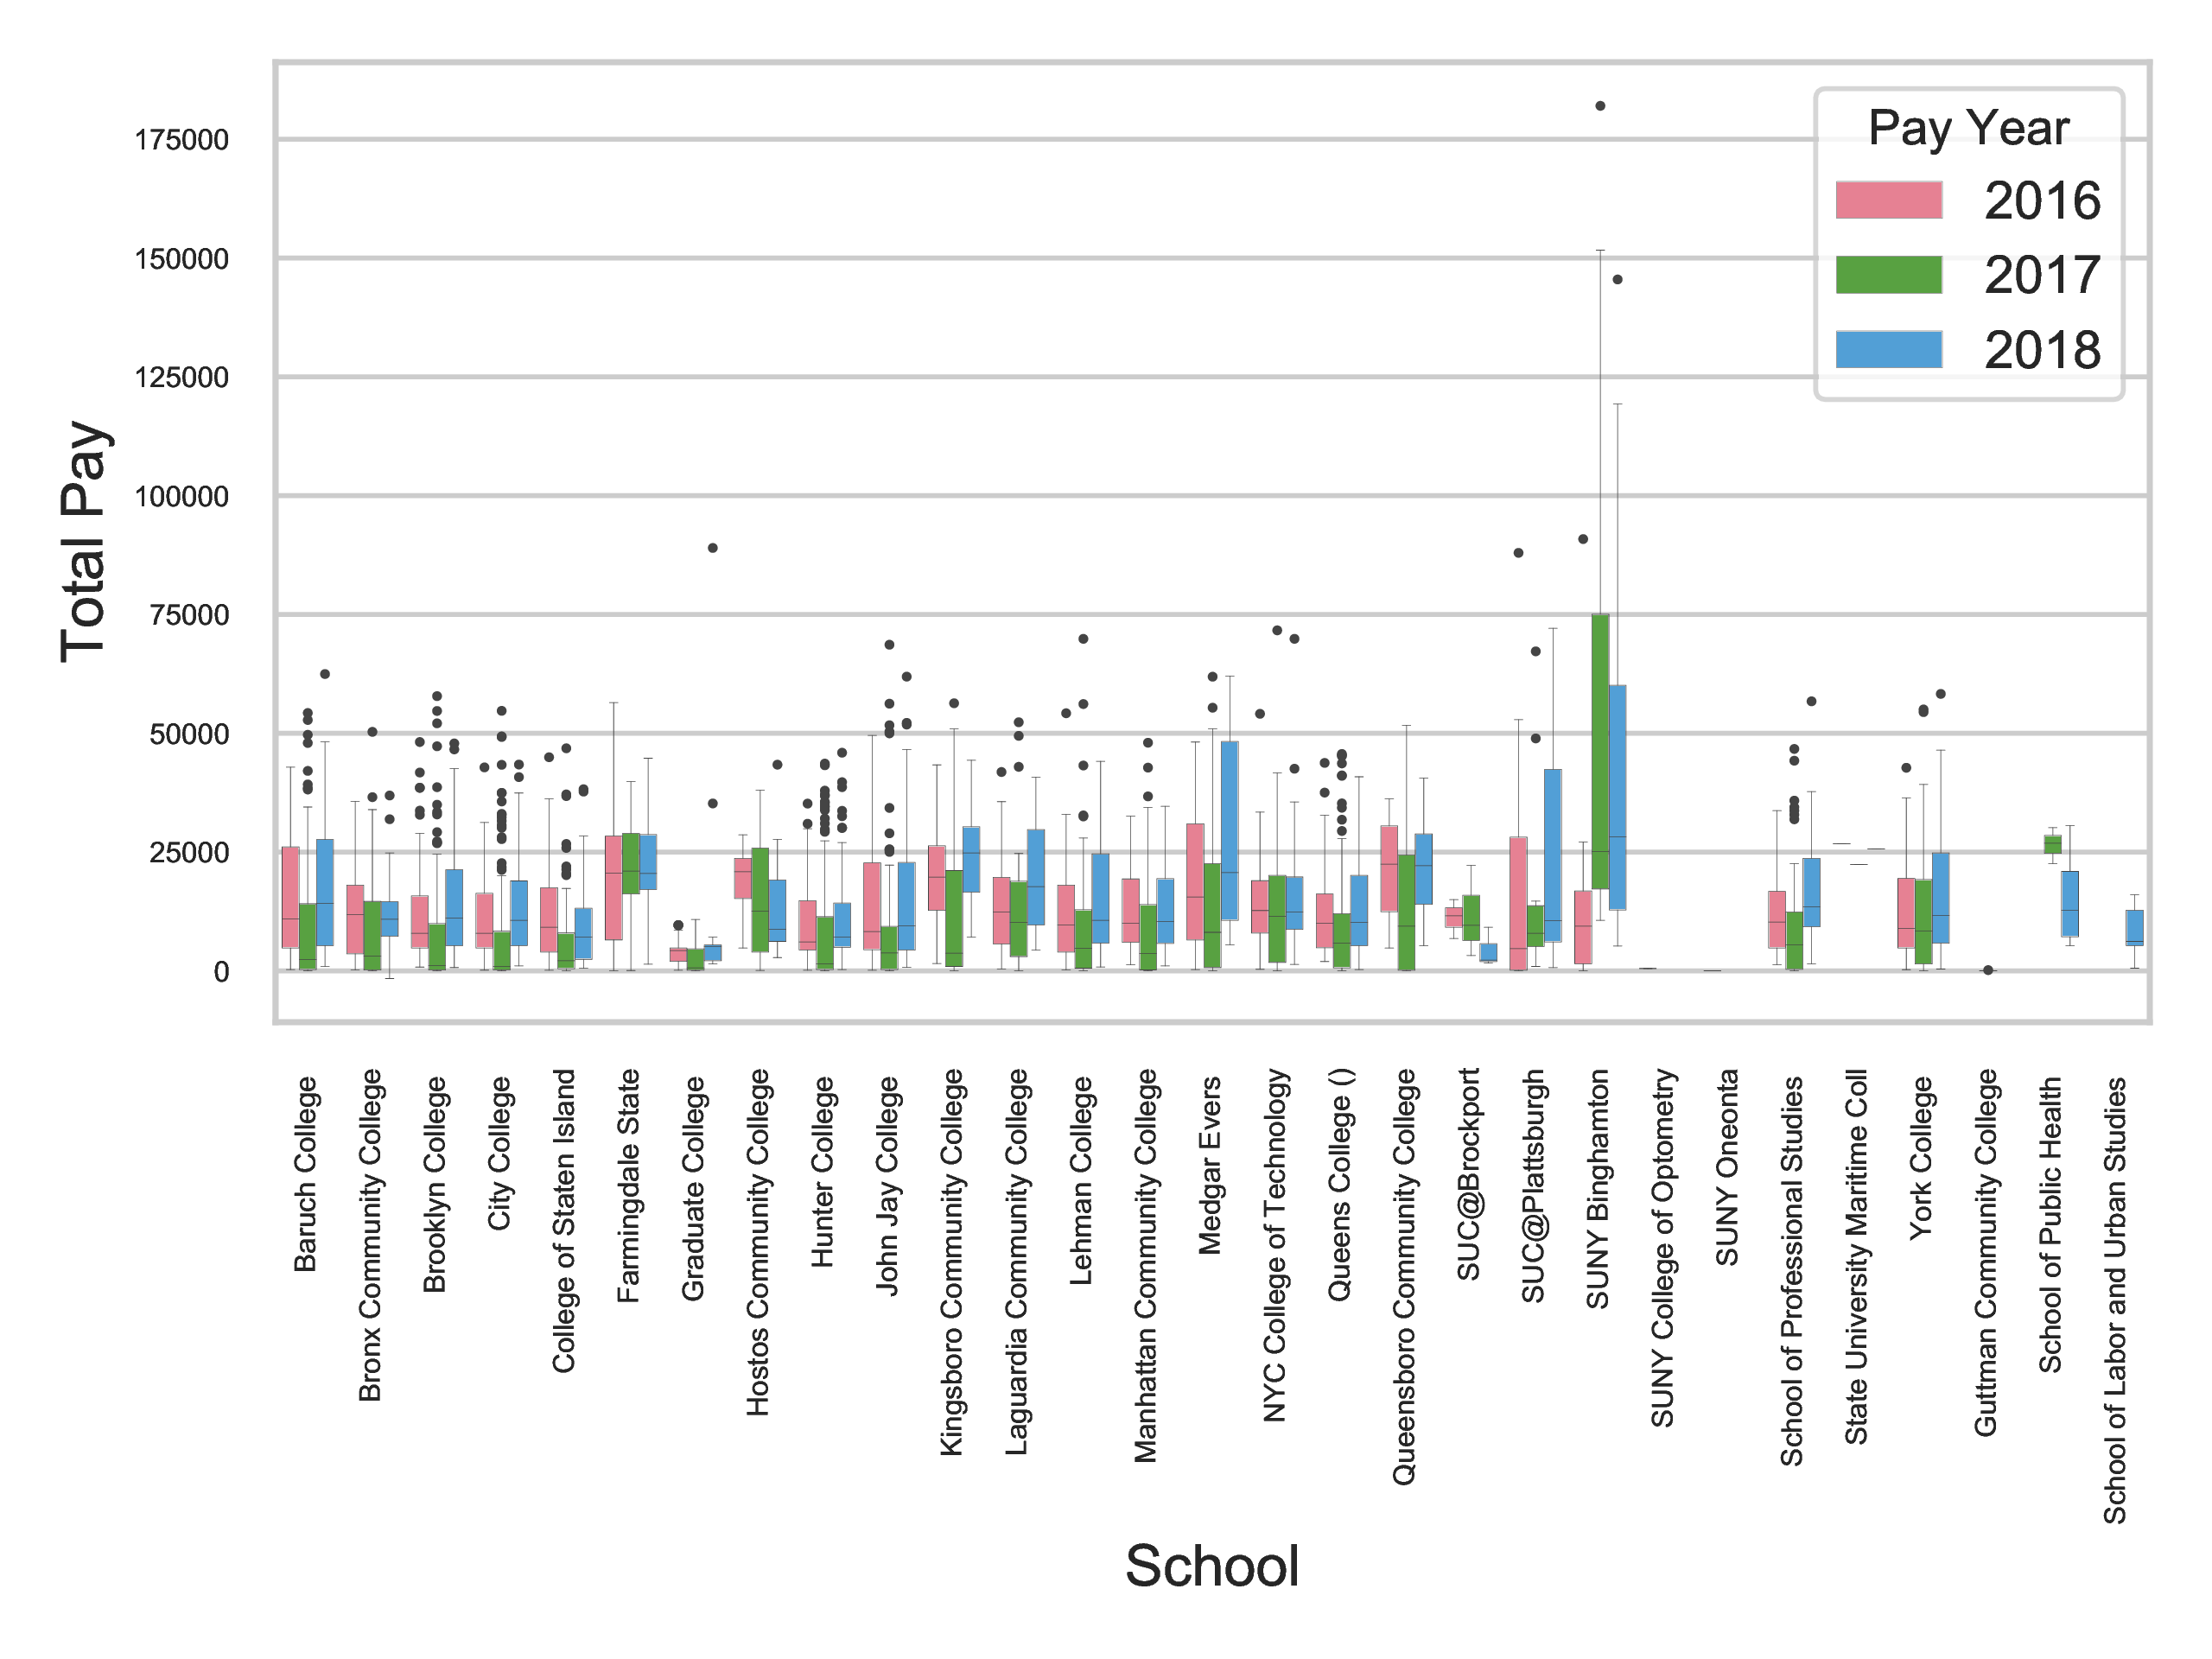 Total Pay
175000
150000
125000
100000
75000
50000
25000
0
Pay Year
2016
2017
2018
Baruch College
Bronx Community College
Brooklyn College
City College
College of Staten Island
Farmingdale State
Graduate College
Hostos Community College
Hunter College
John Jay College
Kingsboro Community College
Laguardia Community College
Lehman College
Manhattan Community College
Medgar Evers
NYC College of Technology
Queens College ()
Queensboro Community College
SUC@Brockport
SUC@Plattsburgh
SUNY Binghamton
SUNY College of Optometry
SUNY Oneonta
School of Professional Studies
State University Maritime Coll
York College
Guttman Community College
School of Public Health
School of Labor and Urban Studies
School